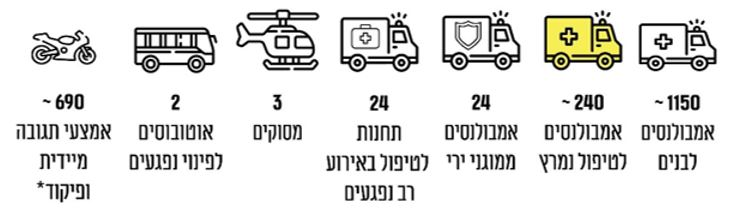 ~ 1150
אמבולנסים
לבנים
~ 240
אמבולנסים
לטיפול נמרץ
24
אמבולנסים
ממוגני ירי
24
תחנות
לטיפול באירוע
רב נפגעים
3
מסוקים
2
אוטובוסים
לפינוי נפגעים
~ 690
אמצעי תגובה
מיידית
ופיקוד*